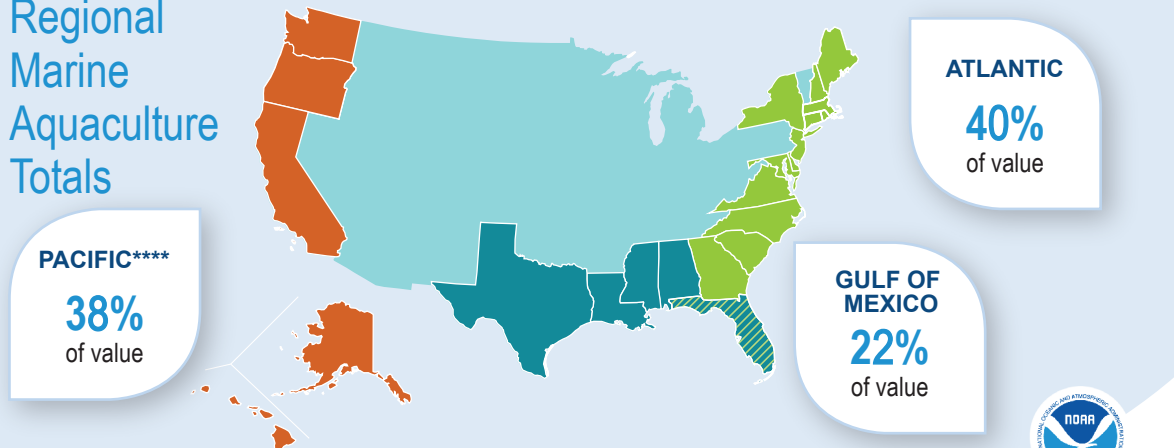 Regional
Marine
Aquaculture
Totals
PACIFIC****
38%
of value
ATLANTIC
40%
of value
GULF OF
MEXICO
22%
of value
NOAA